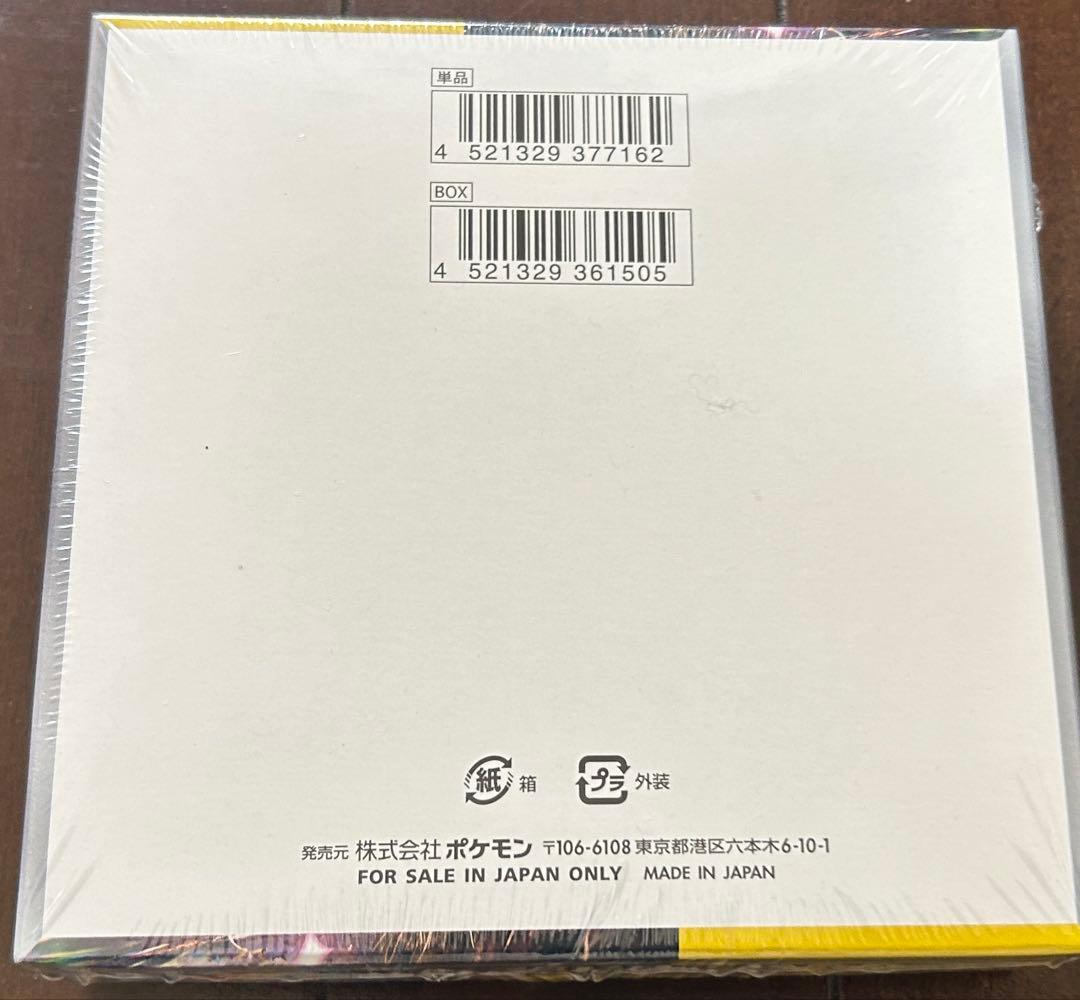 単品
4 521329 377162
BOX
4 521329 361505
紙 箱 プラ 外装
発売元 株式会社ポケモン 〒106-6108 東京都港区六本木6-10-1
FOR SALE IN JAPAN ONLY MADE IN JAPAN